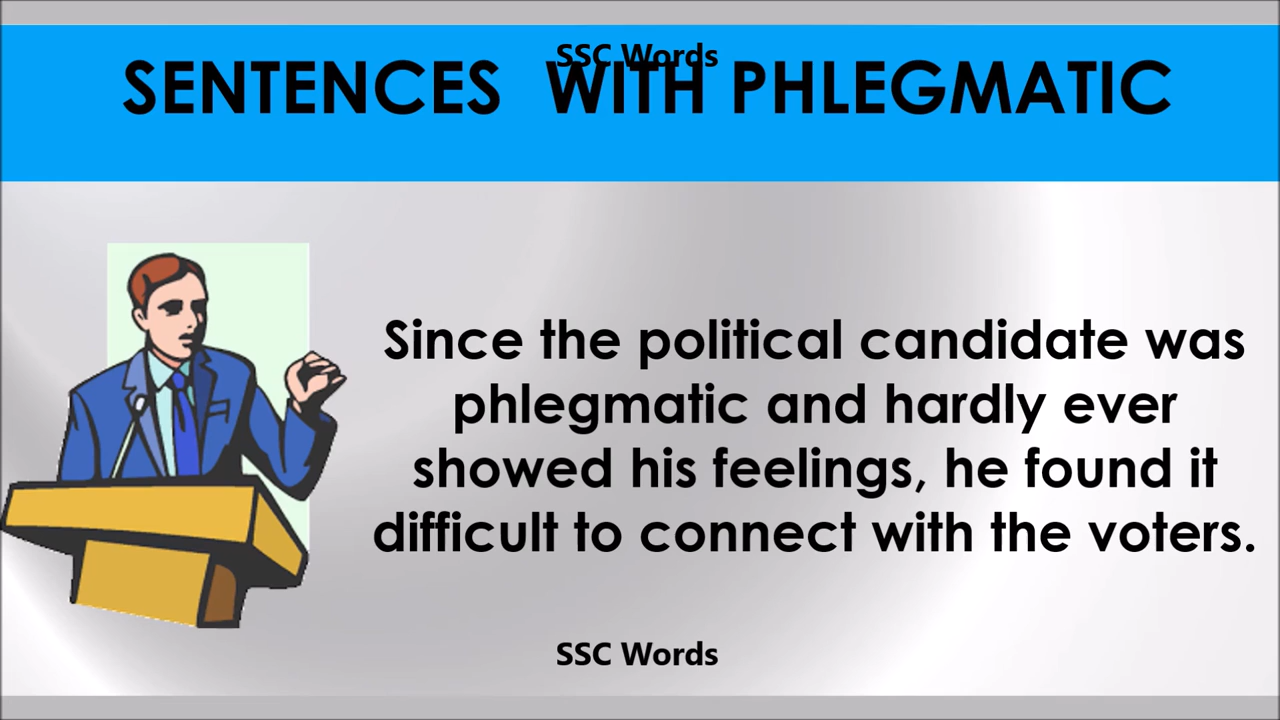 SSC Words
SENTENCES WITH PHLEGMATIC
Since the political candidate was
phlegmatic and hardly ever
showed his feelings, he found it
difficult to connect with the voters.
SSC Words